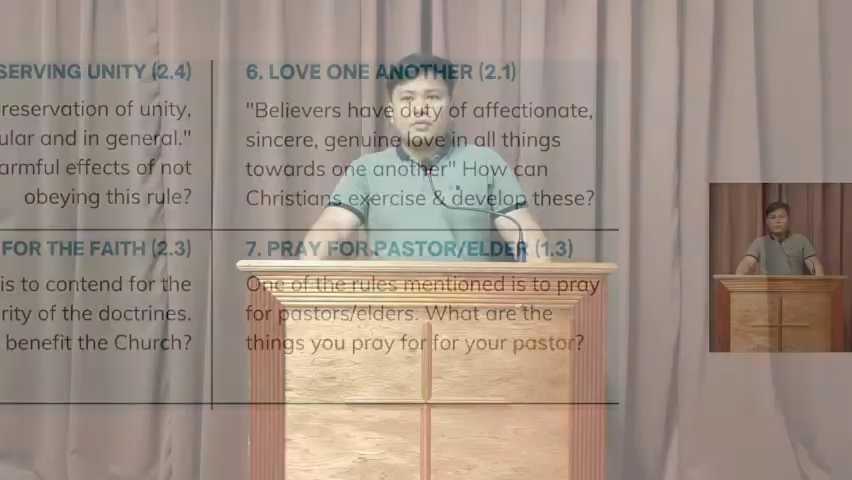 SERVING UNITY (2.4)
reservation of unity,
ular and in general."
armful effects of not
obeying this rule?
FOR THE FAITH (2.3)
is to contend for the
rity of the doctrines.
benefit the Church?
6. LOVE ONE ANOTHER (2.1)
"Believers have duty of affectionate,
sincere, genuine love in all things
towards one another" How can
Christians exercise & develop these?
7. PRAY FOR PASTOR/ELDER (1.3)
One of the rules mentioned is to pray
for pastors/elders. What are the
things you pray for for your pastor?